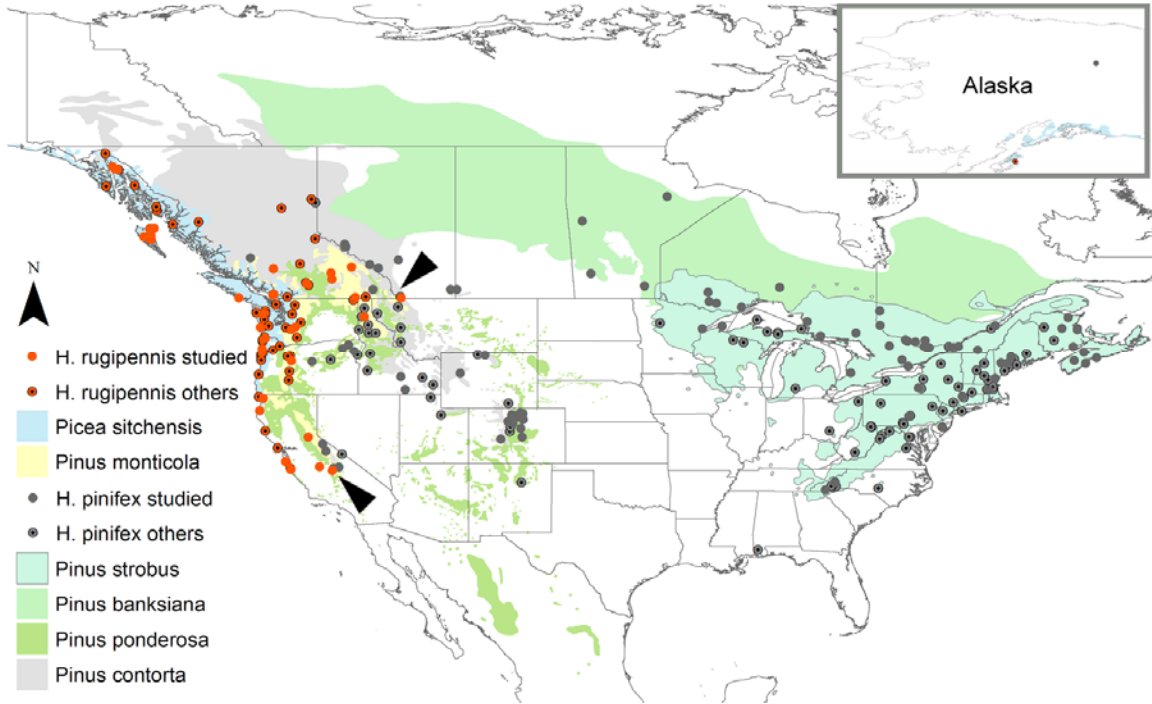 Alaska
N
H. rugipennis studied
H. rugipennis others
Picea sitchensis
Pinus monticola
H. pinifex studied
H. pinifex others
Pinus strobus
Pinus banksiana
Pinus ponderosa
Pinus contorta